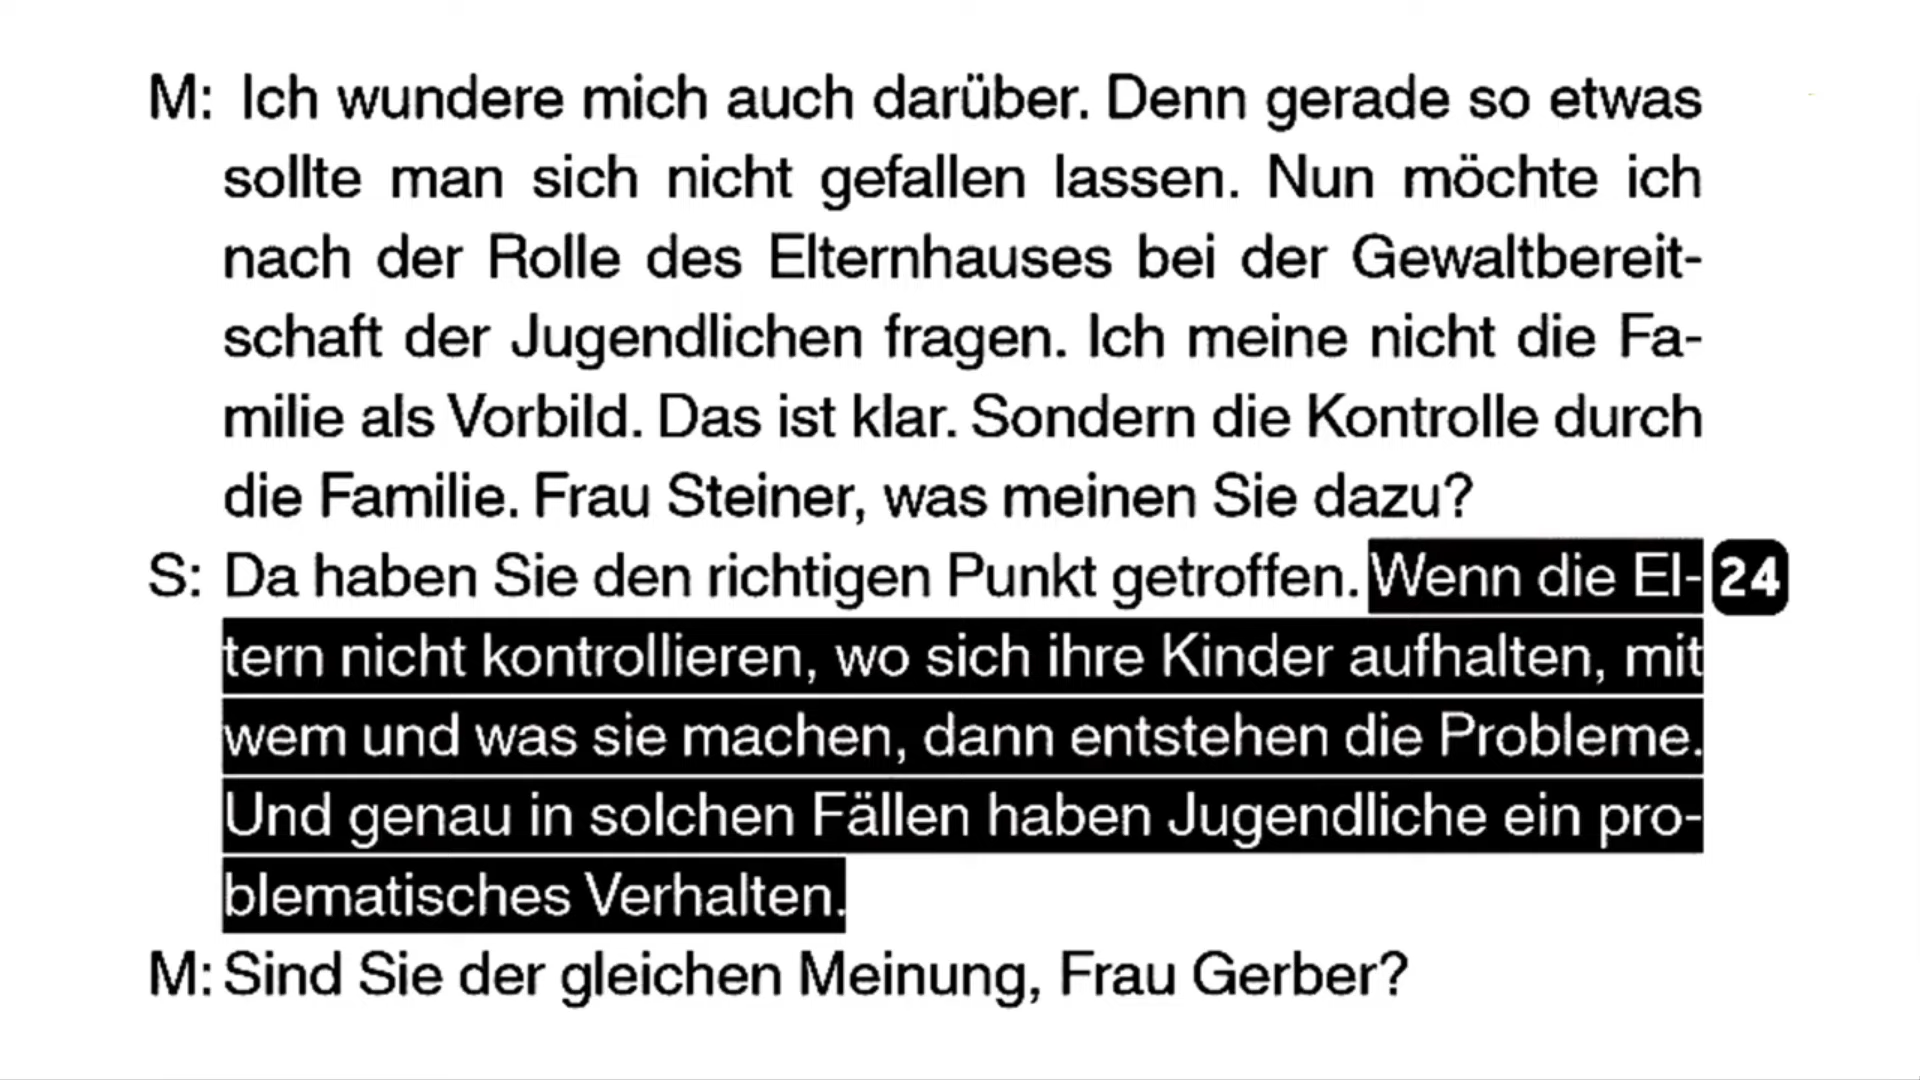 M: Ich wundere mich auch darüber. Denn gerade so etwas
sollte man sich nicht gefallen lassen. Nun möchte ich
nach der Rolle des Elternhauses bei der Gewaltbereit-
schaft der Jugendlichen fragen. Ich meine nicht die Fa-
milie als Vorbild. Das ist klar. Sondern die Kontrolle durch
die Familie. Frau Steiner, was meinen Sie dazu?
S: Da haben Sie den richtigen Punkt getroffen. Wenn die El- 24
tern nicht kontrollieren, wo sich ihre Kinder aufhalten, mit
wem und was sie machen, dann entstehen die Probleme.
Und genau in solchen Fällen haben Jugendliche ein pro-
blematisches Verhalten.
M: Sind Sie der gleichen Meinung, Frau Gerber?